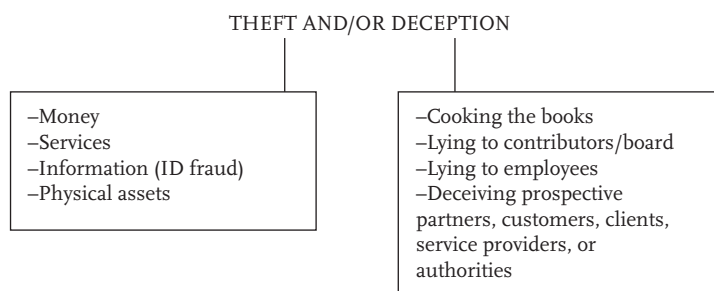 THEFT AND/OR DECEPTION
–Money
–Services
–Information (ID fraud)
–Physical assets
–Cooking the books
–Lying to contributors/board
–Lying to employees
–Deceiving prospective
partners, customers, clients,
service providers, or
authorities